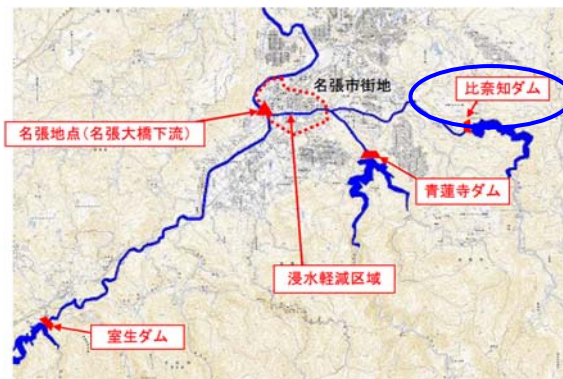 名張市街地
比奈知ダム
名張地点(名張大橋下流)
青蓮寺ダム
浸水軽減区域
室生ダム